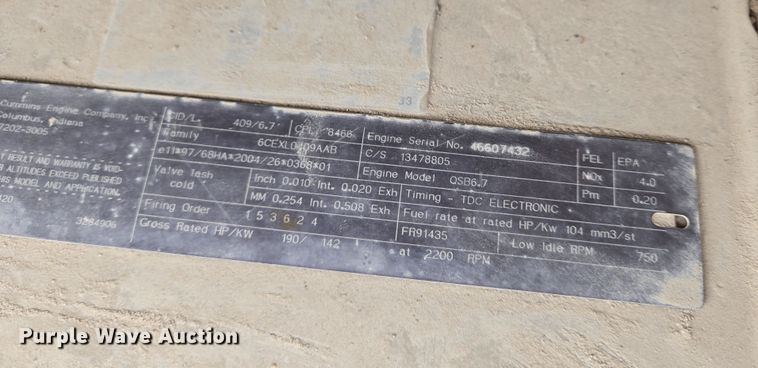 33
Cummins Engine Company, Inc
Columbus, Indiana
7202-3005
T RESULT AND WARRANTY IS VOID
ALTITUDES EXCEED PUBLISHED
THIS MODEL AND APPLICATION.
420
3284906
CID/L 409/6.7 CPL 8466
Family 6CEXL0409AAB
e11*97/68HA*2004/26*0368*01
Valve lash cold Inch 0.010 Int. 0.020 Exh
MM 0.254 Int. 0.508 Exh
Firing Order 1 5 3 6 2 4
Gross Rated HP/KW 190/ 142 at 2200 RPM
Engine Serial No. 46607432
C/S 13478805
Engine Model QSB6.7
Timing - TDC ELECTRONIC
Fuel rate at rated HP/Kw 104 mm3/st
FR91435 Low Idle RPM 750
FEL EPA
NOx 4.0
Pm 0.20
Purple Wave Auction